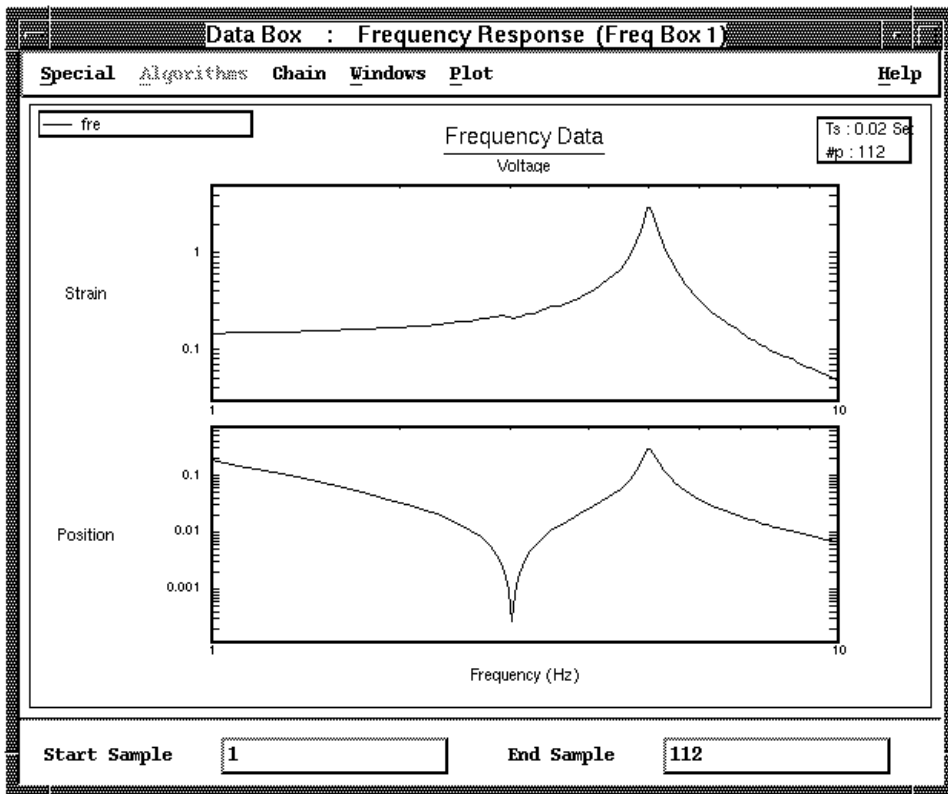 Data Box : Frequency Response (Freq Box 1)
Special Algorithms Chain Windows Plot Help
fre
Frequency Data
Voltage
Ts : 0.02 Se
#p : 112
Strain
1
0.1
1
10
Position
0.1
0.01
0.001
1
10
Frequency (Hz)
Start Sample 1 End Sample 112